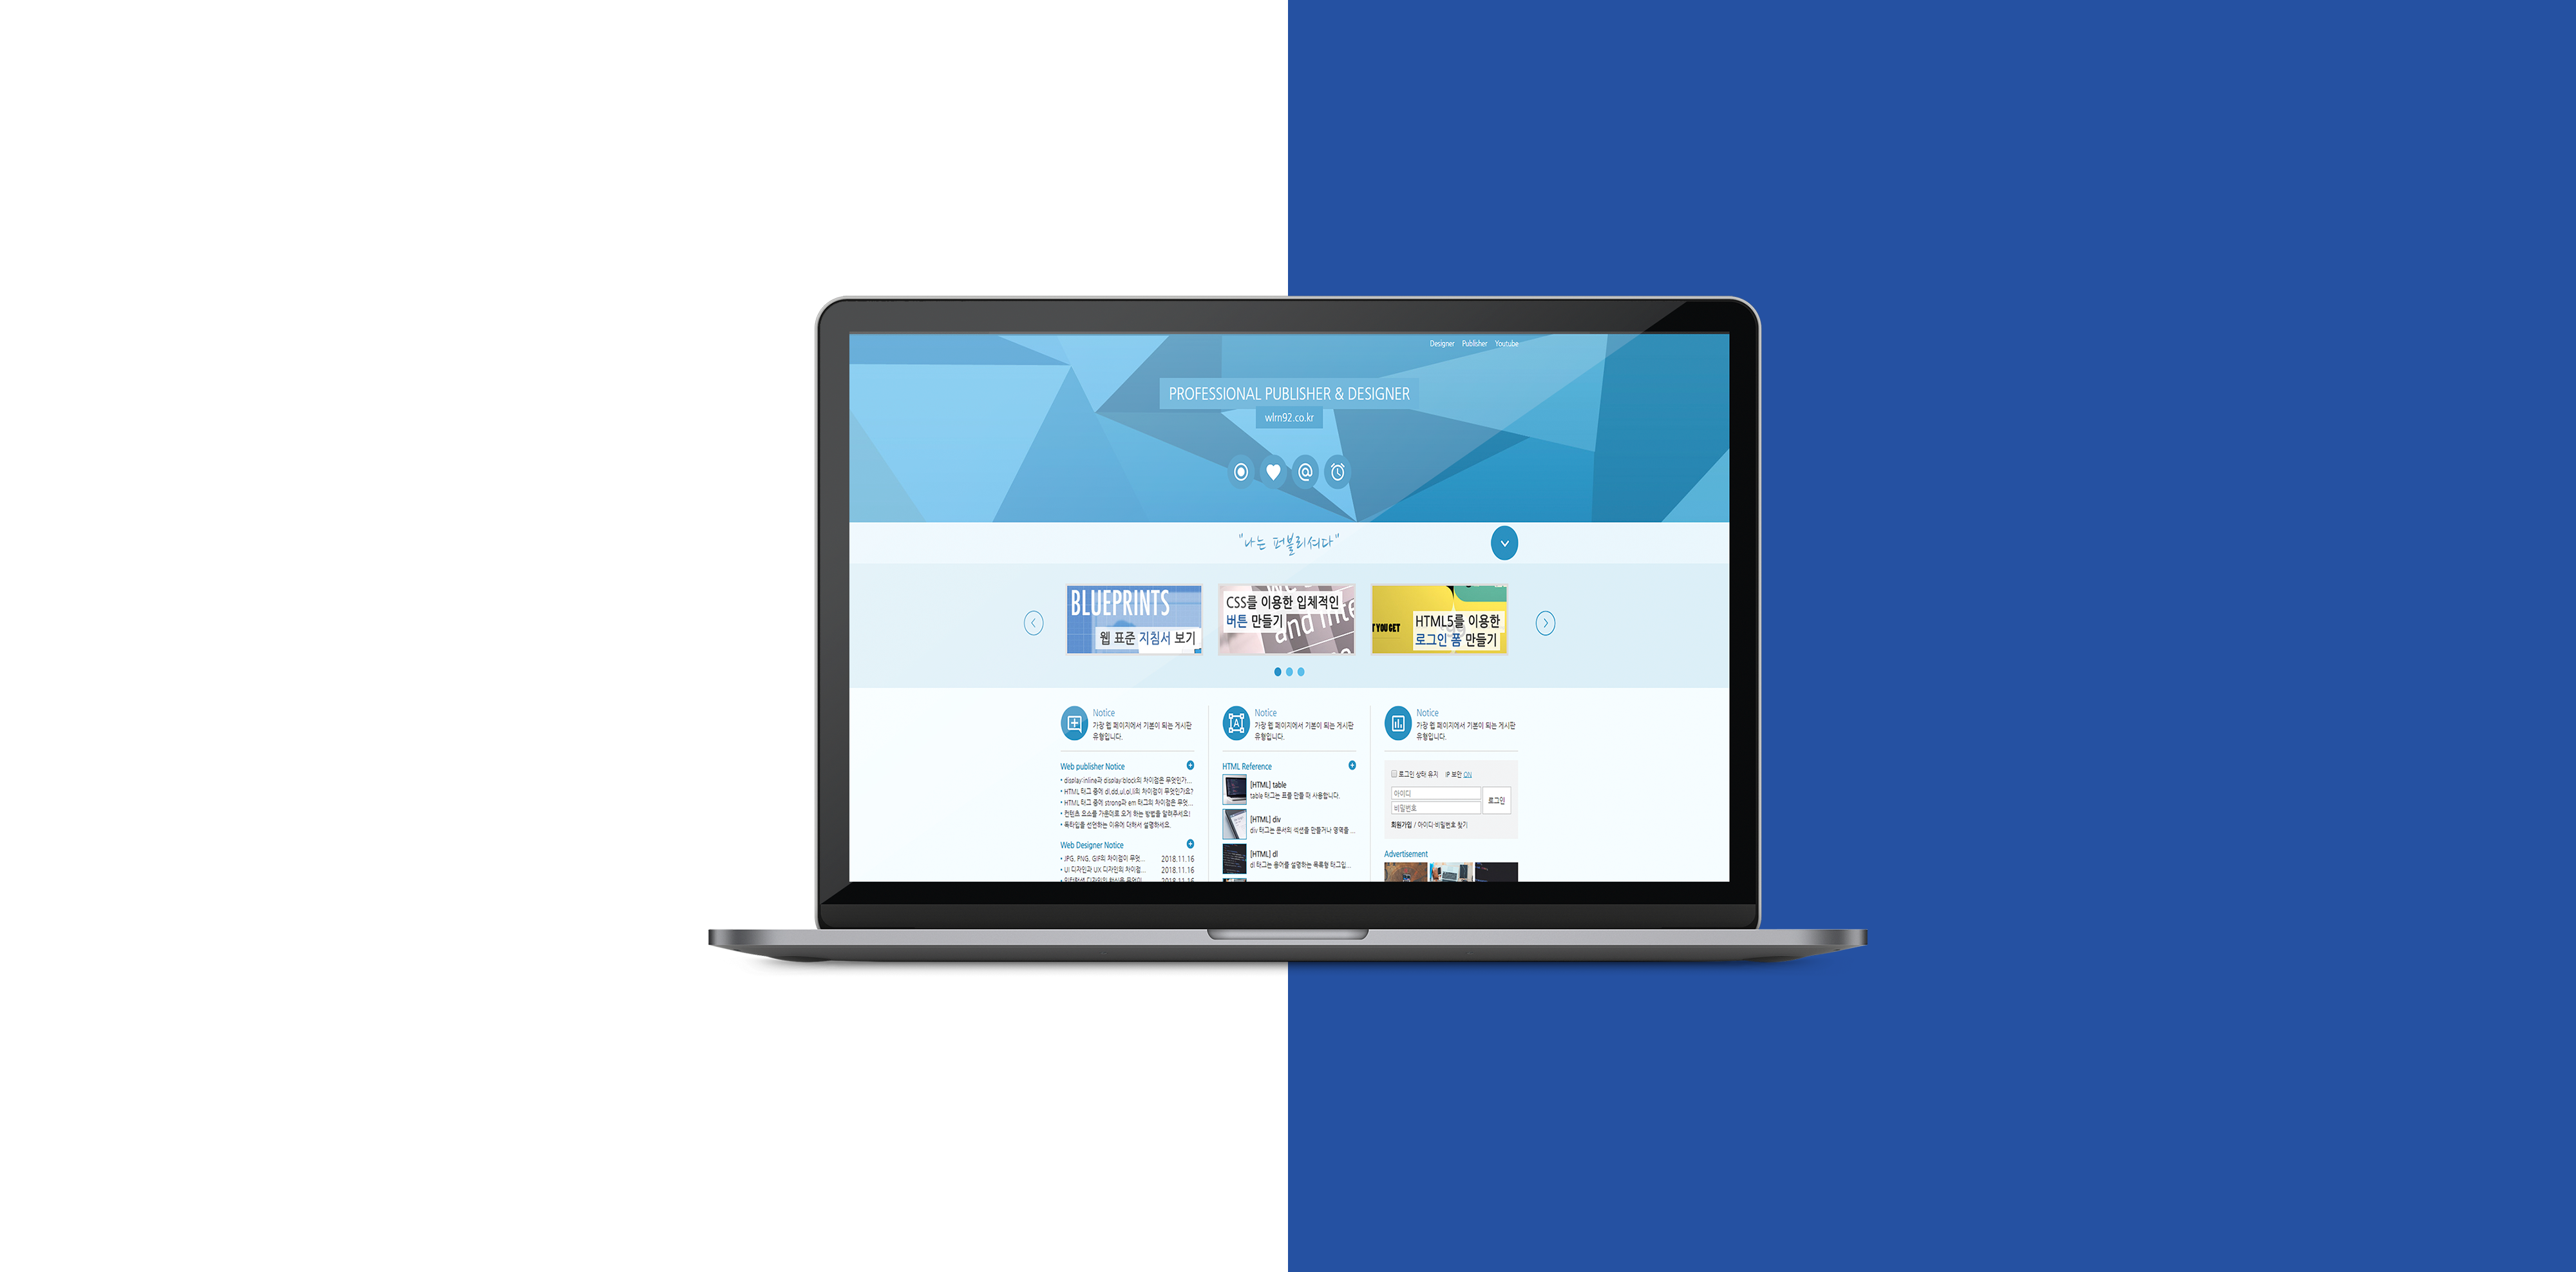 Designer Publisher Youtube
PROFESSIONAL PUBLISHER & DESIGNER
wlrn92.co.kr
"나는 퍼블리셔다"
BLUEPRINTS
웹 표준 지침서 보기
CSS를 이용한 입체적인
버튼 만들기
and inte
T YOU GET
HTML5를 이용한
로그인 폼 만들기
Notice
가장 웹 페이지에서 기본이 되는 게시판
유형입니다.
Web publisher Notice
• display:inline과 display:block의 차이점은 무엇인가...
• HTML 태그 중에 dl,dd,ul,ol,li의 차이점이 무엇인가요?
• HTML 태그 중에 strong과 em 태그의 차이점은 무엇...
• 컨텐츠 요소를 가운데로 오게 하는 방법을 알려주세요!
• 독타입을 선언하는 이유에 대해서 설명하세요.
Web Designer Notice
• JPG, PNG, GIF의 차이점이 무엇... 2018.11.16
• UI 디자인과 UX 디자인의 차이점... 2018.11.16
2018.11.16
Notice
가장 웹 페이지에서 기본이 되는 게시판
유형입니다.
HTML Reference
[HTML] table
table 태그는 표를 만들 때 사용합니다.
[HTML] div
div 태그는 문서의 섹션을 만들거나 영역을 ...
[HTML] dl
dl 태그는 용어를 설명하는 목록형 태그입...
Notice
가장 웹 페이지에서 기본이 되는 게시판
유형입니다.
로그인 상태 유지 IP 보안 ON
아이디
비밀번호
로그인
회원가입 / 아이디·비밀번호 찾기
Advertisement